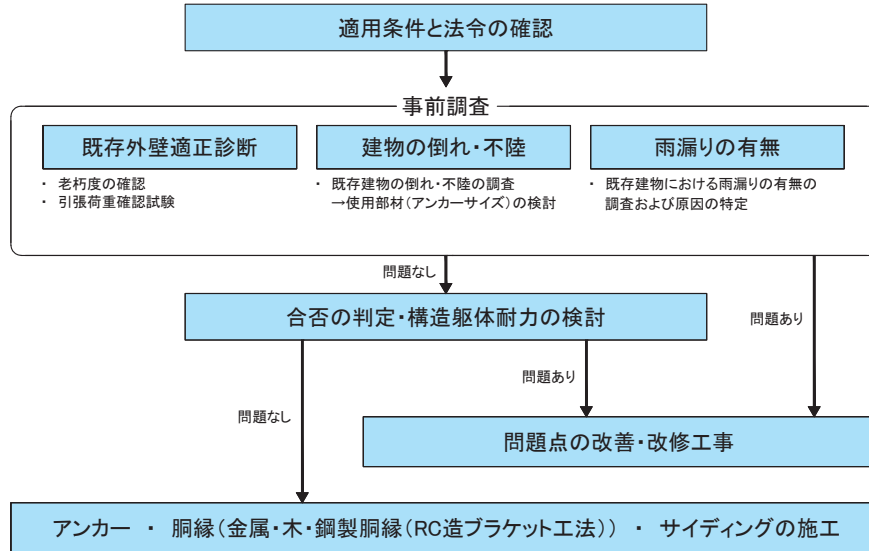 適用条件と法令の確認
事前調査
既存外壁適正診断
・ 老朽度の確認
・ 引張荷重確認試験
建物の倒れ・不陸
・ 既存建物の倒れ・不陸の調査
→使用部材(アンカーサイズ)の検討
雨漏りの有無
・ 既存建物における雨漏りの有無の
調査および原因の特定
問題なし
合否の判定・構造躯体耐力の検討
問題あり
問題あり
問題なし
問題点の改善・改修工事
アンカー ・ 胴縁(金属・木・鋼製胴縁(RC造ブラケット工法)) ・ サイディングの施工